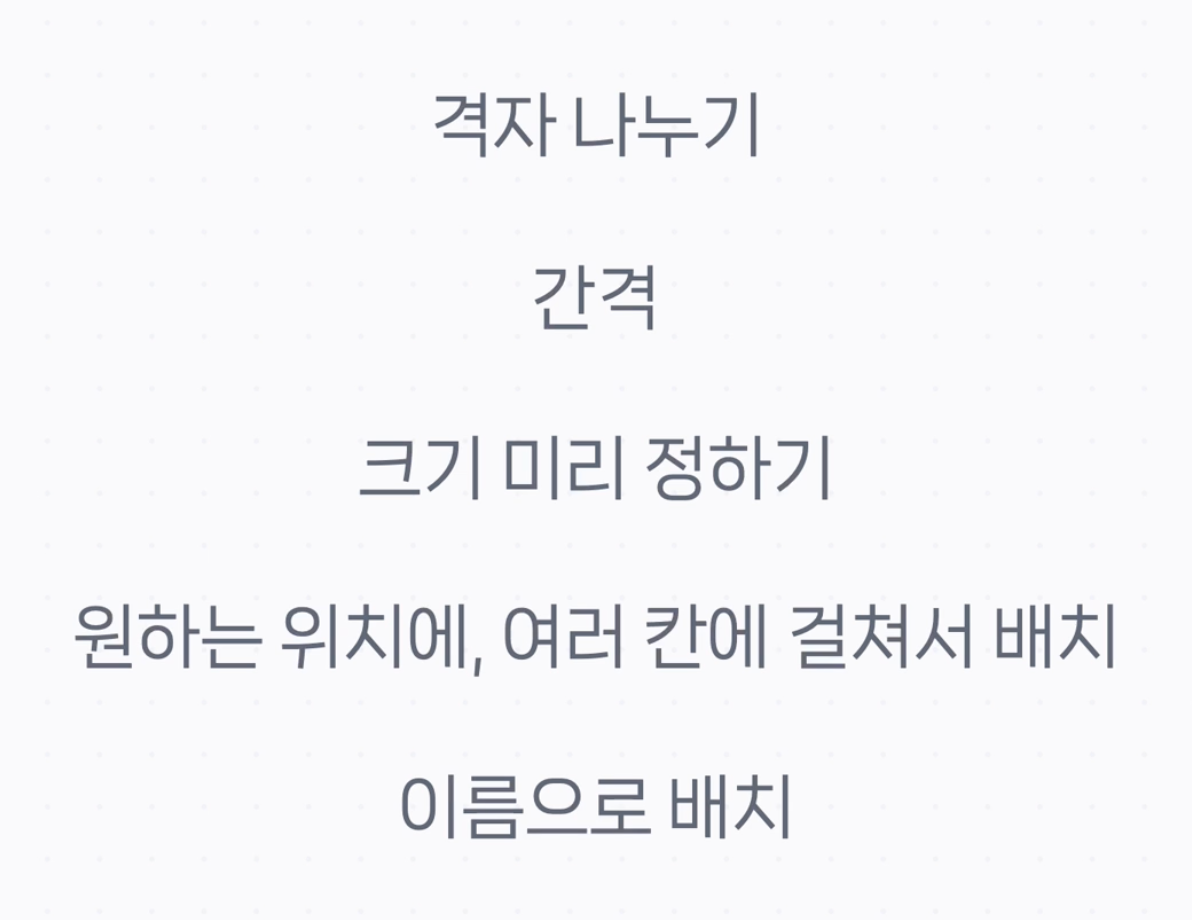 격자 나누기
간격
크기 미리 정하기
원하는 위치에, 여러 칸에 걸쳐서 배치
이름으로 배치